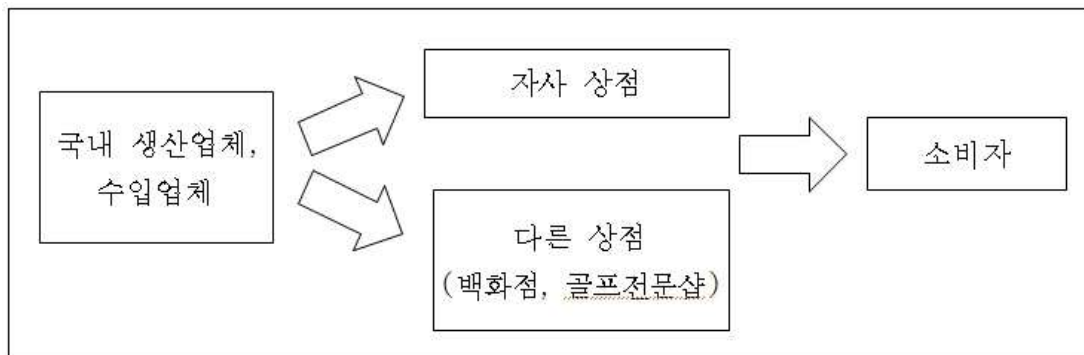 국내 생산업체,
수입업체
자사 상점
다른 상점
(백화점, 골프전문샵)
소비자